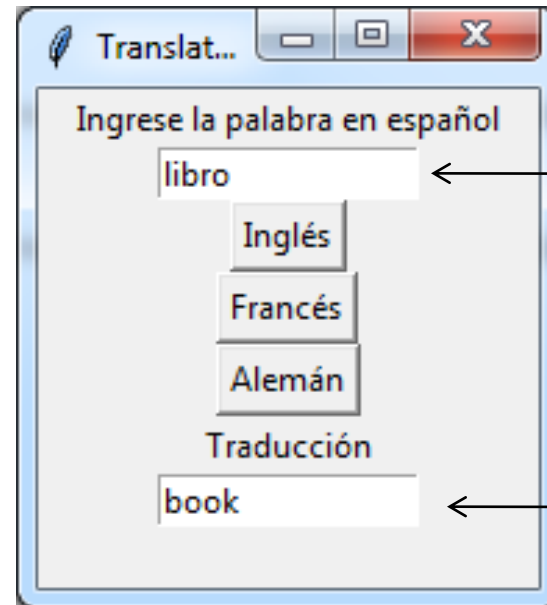 Translat...
Ingrese la palabra en español
libro
Inglés
Francés
Alemán
Traducción
book